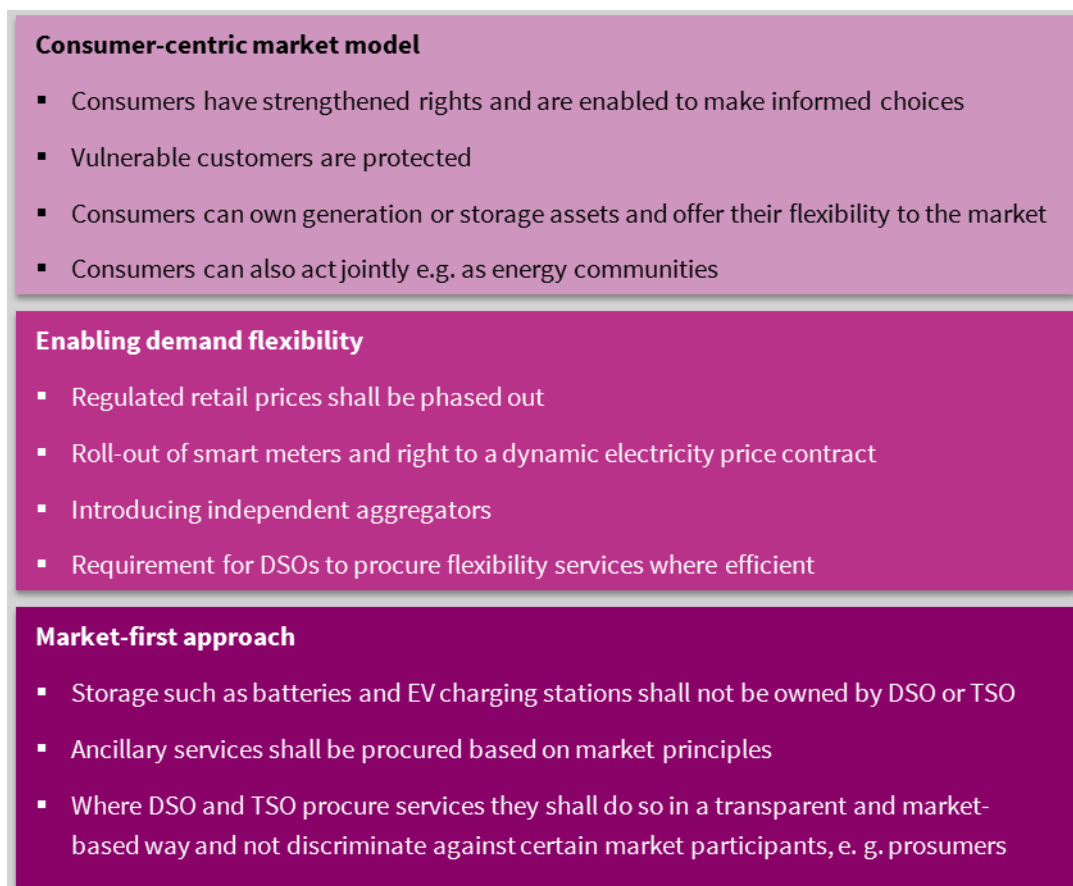 Consumer-centric market model
▪ Consumers have strengthened rights and are enabled to make informed choices
▪ Vulnerable customers are protected
▪ Consumers can own generation or storage assets and offer their flexibility to the market
▪ Consumers can also act jointly e.g. as energy communities
Enabling demand flexibility
▪ Regulated retail prices shall be phased out
▪ Roll-out of smart meters and right to a dynamic electricity price contract
▪ Introducing independent aggregators
▪ Requirement for DSOs to procure flexibility services where efficient
Market-first approach
▪ Storage such as batteries and EV charging stations shall not be owned by DSO or TSO
▪ Ancillary services shall be procured based on market principles
▪ Where DSO and TSO procure services they shall do so in a transparent and market-
based way and not discriminate against certain market participants, e. g. prosumers